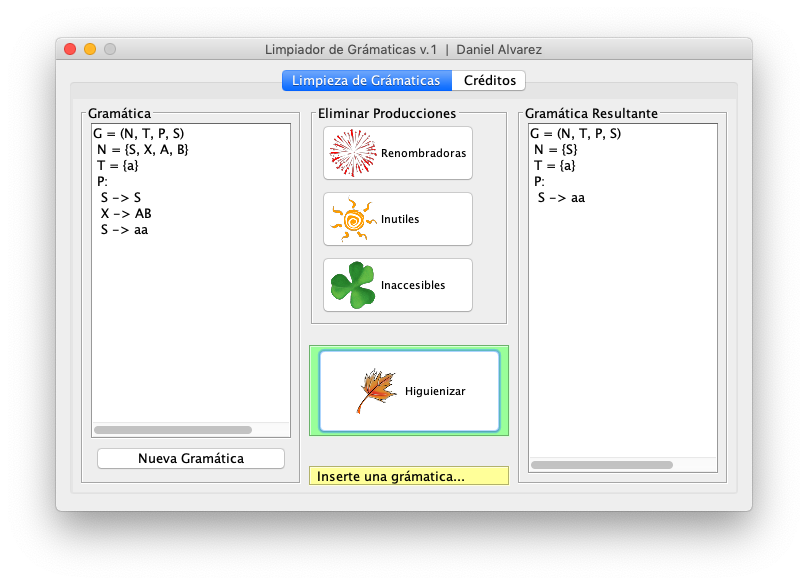 Limpiador de Grámaticas v.1 | Daniel Alvarez
Limpieza de Grámaticas
Créditos
Gramática
G = (N, T, P, S)
N = {S, X, A, B}
T = {a}
P:
S -> S
X -> AB
S -> aa
Nueva Gramática
Eliminar Producciones
Renombradoras
Inutiles
Inaccesibles
Higuienizar
Inserte una grámatica...
Gramática Resultante
G = (N, T, P, S)
N = {S}
T = {a}
P:
S -> aa